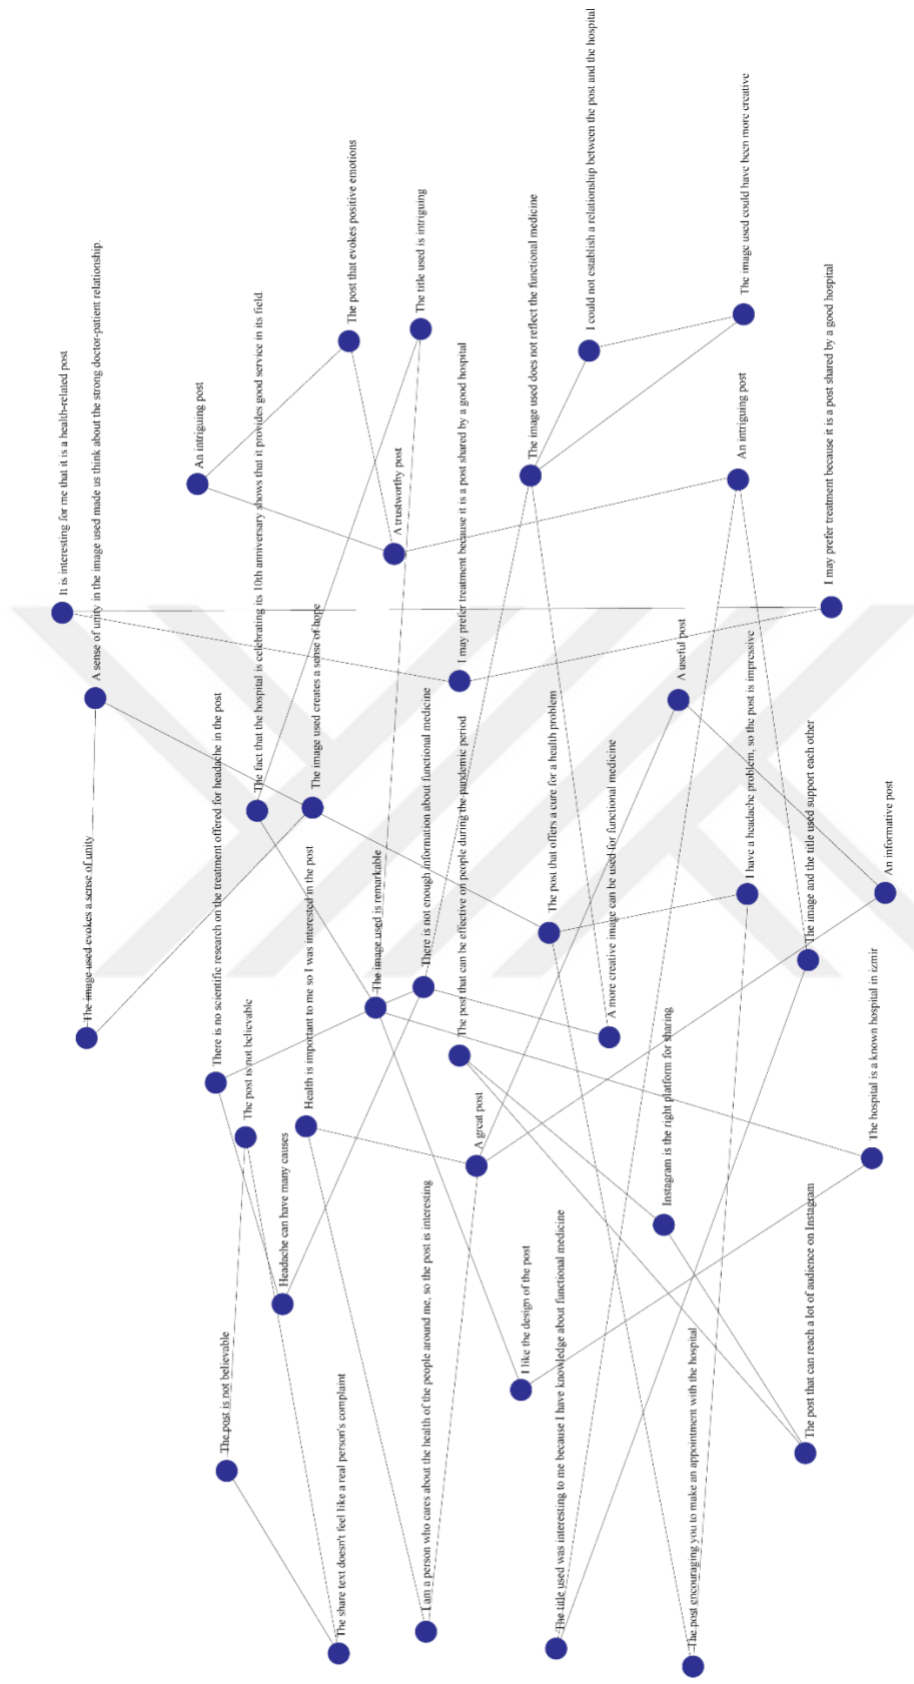 It is interesting for me that it is a health-related post
A sense of unity in the image used made us think about the strong doctor-patient relationship.
The image used evokes a sense of unity
An intriguing post
There is no scientific research on the treatment offered for headache in the post
The post is not believable
The post is not believable
The fact that the hospital is celebrating its 10th anniversary shows that it provides good service in its field.
Headache can have many causes
The image used creates a sense of hope
Health is important to me so I was interested in the post
The share text doesn't feel like a real person's complaint
The post that evokes positive emotions
The image used is remarkable
A trustworthy post
The title used is intriguing
There is not enough information about functional medicine
I am a person who cares about the health of the people around me, so the post is interesting
I may prefer treatment because it is a post shared by a good hospital
The post that can be effective on people during the pandemic period
A great post
I like the design of the post
The image used does not reflect the functional medicine
The post that offers a cure for a health problem
The title used was interesting to me because I have knowledge about functional medicine
I could not establish a relationship between the post and the hospital
A more creative image can be used for functional medicine
Instagram is the right platform for sharing
A useful post
The post encouraging you to make an appointment with the hospital
An intriguing post
The image used could have been more creative
I have a headache problem, so the post is impressive
The image and the title used support each other
The post that can reach a lot of audience on Instagram
I may prefer treatment because it is a post shared by a good hospital
The hospital is a known hospital in izmir
An informative post